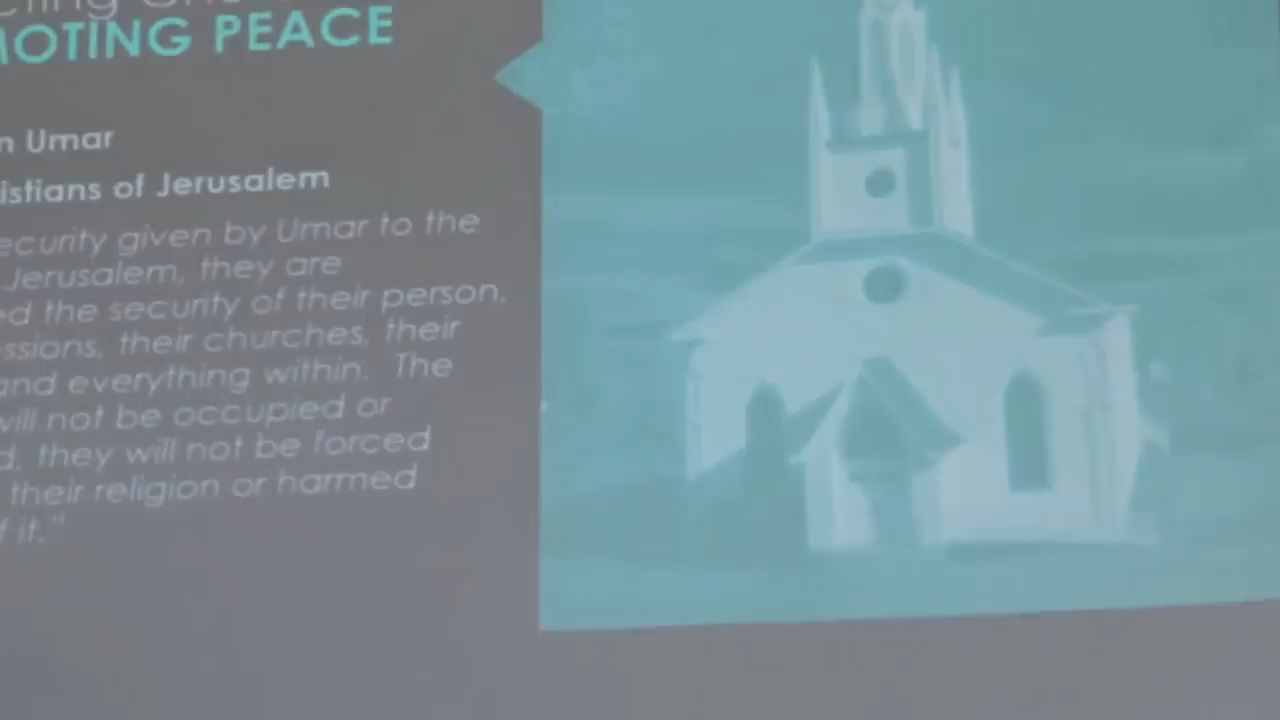 MOTING PEACE
n Umar
istians of Jerusalem
ecurity given by Umar to the
Jerusalem, they are
ed the security of their person,
ssions, their churches, their
and everything within. The
will not be occupied or
d, they will not be forced
their religion or harmed
f it."